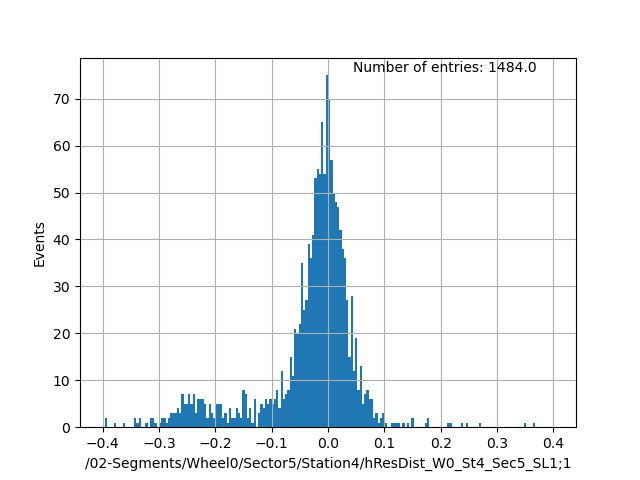 Number of entries: 1484.0
70
60
50
40
30
20
10
0
Events
−0.4 −0.3 −0.2 −0.1 0.0 0.1 0.2 0.3 0.4
/02-Segments/Wheel0/Sector5/Station4/hResDist_W0_St4_Sec5_SL1;1